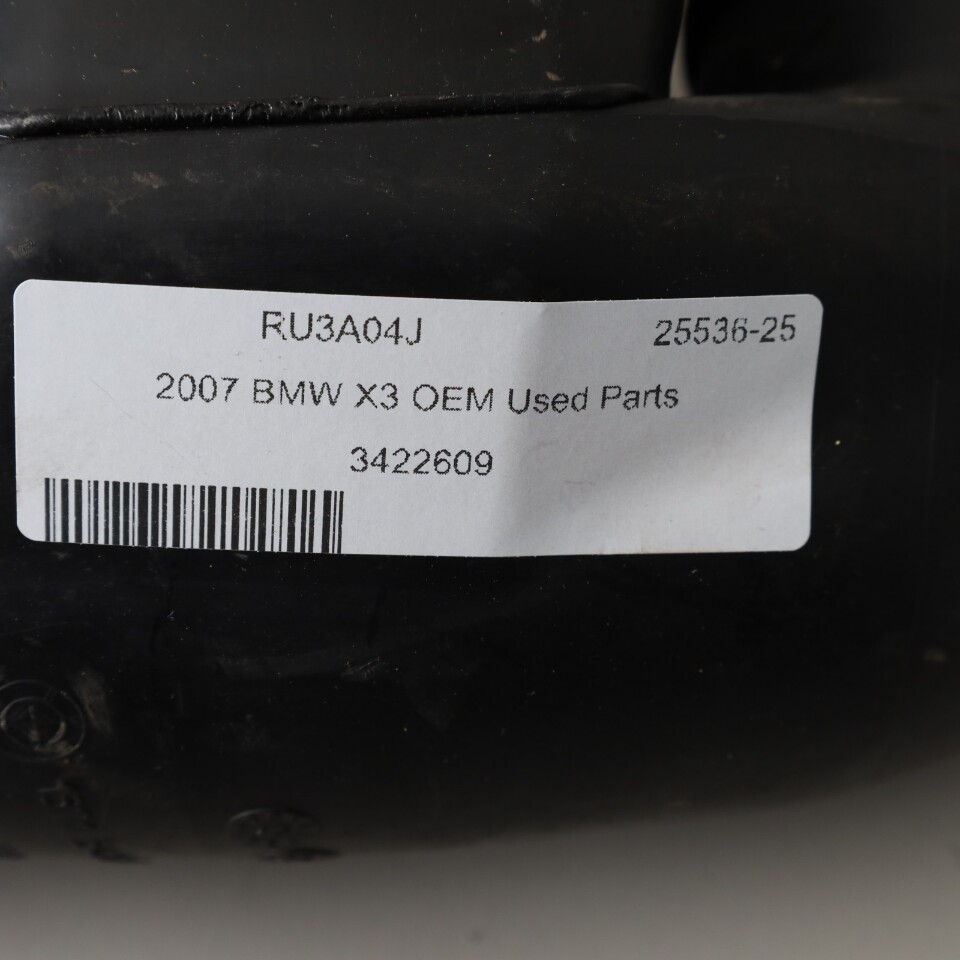 RU3A04J 25536-25
2007 BMW X3 OEM Used Parts
3422609